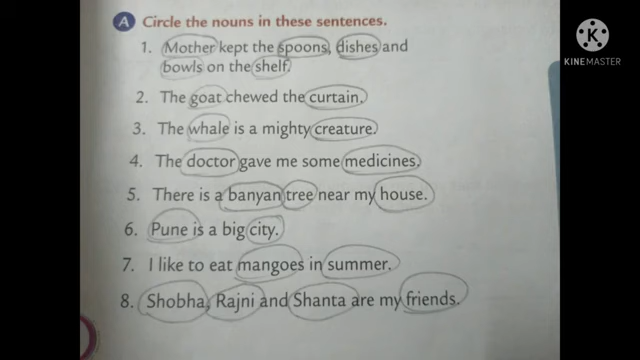 A Circle the nouns in these sentences.
1. Mother kept the spoons, dishes and
bowls on the shelf.
2. The goat chewed the curtain.
3. The whale is a mighty creature.
4. The doctor gave me some medicines.
5. There is a banyan tree near my house.
6. Pune is a big city.
7. I like to eat mangoes in summer.
8. Shobha, Rajni and Shanta are my friends.
KINEMASTER